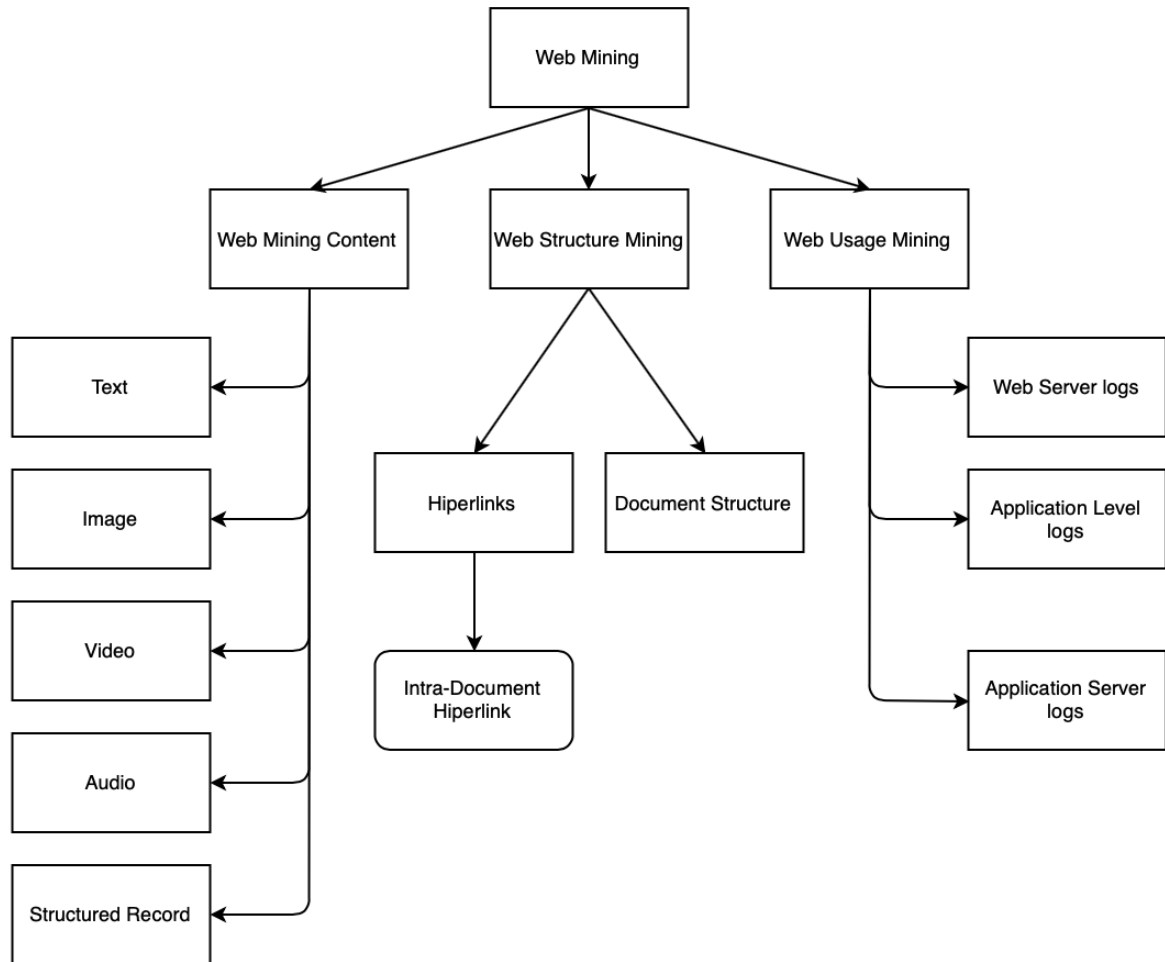 Web Mining
Web Mining Content
Web Structure Mining
Web Usage Mining
Text
Web Server logs
Hiperlinks
Document Structure
Image
Application Level
logs
Video
Intra-Document
Hiperlink
Application Server
logs
Audio
Structured Record